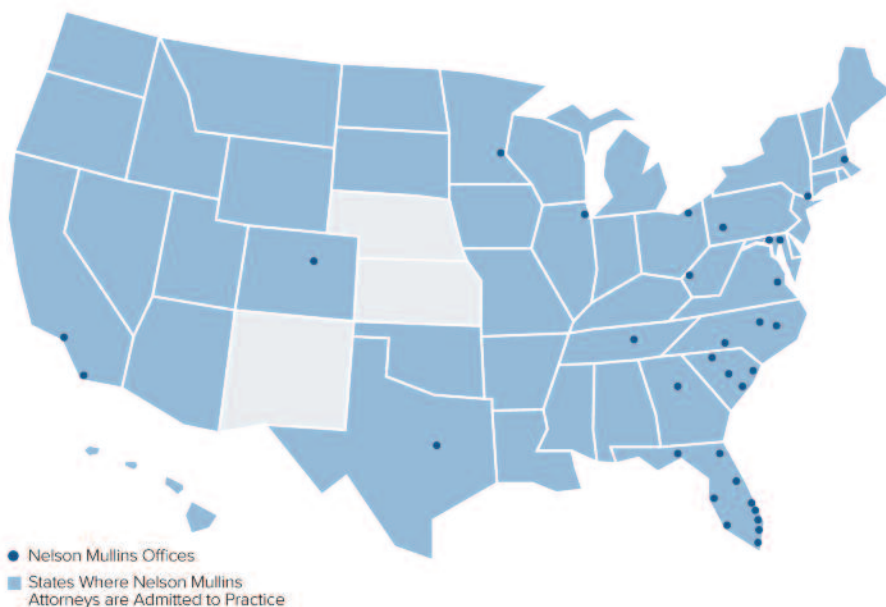 Nelson Mullins Offices
States Where Nelson Mullins
Attorneys are Admitted to Practice